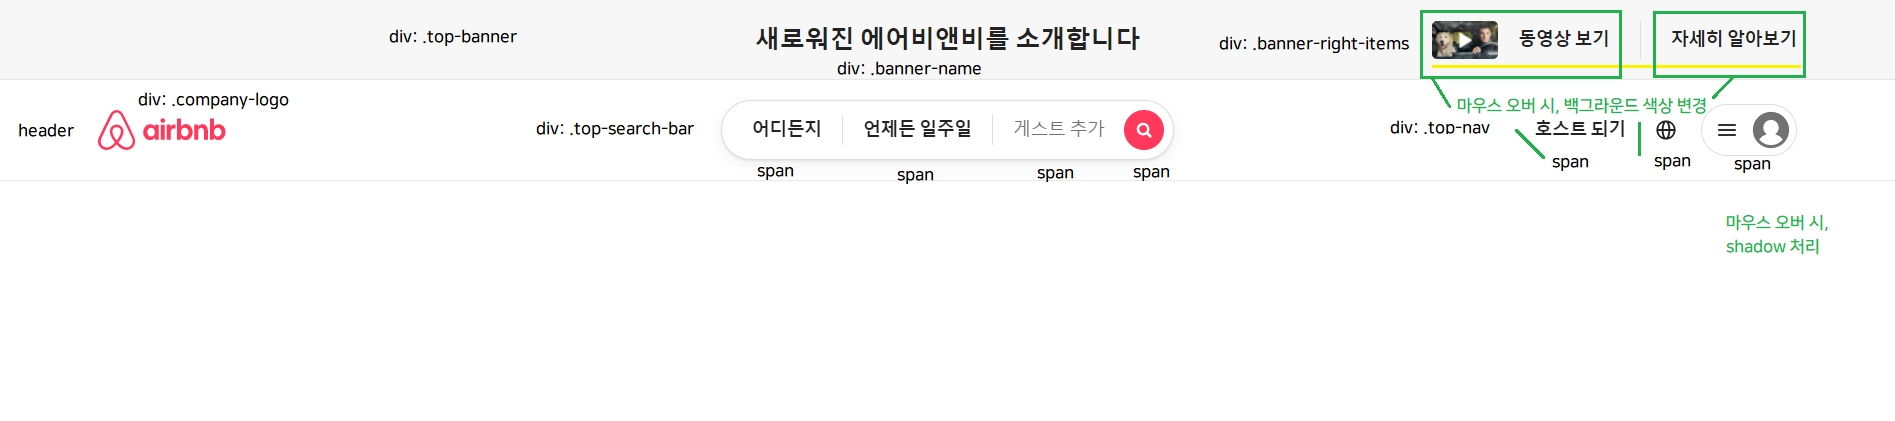 div: .top-banner
새로워진 에어비앤비를 소개합니다
div: .banner-name
div: .banner-right-items
동영상 보기
자세히 알아보기
마우스 오버 시, 백그라운드 색상 변경
header
div: .company-logo
airbnb
div: .top-search-bar
어디든지
언제든 일주일
게스트 추가
span
span
span
span
div: .top-nav
호스트 되기
span
span
span
마우스 오버 시,
shadow 처리